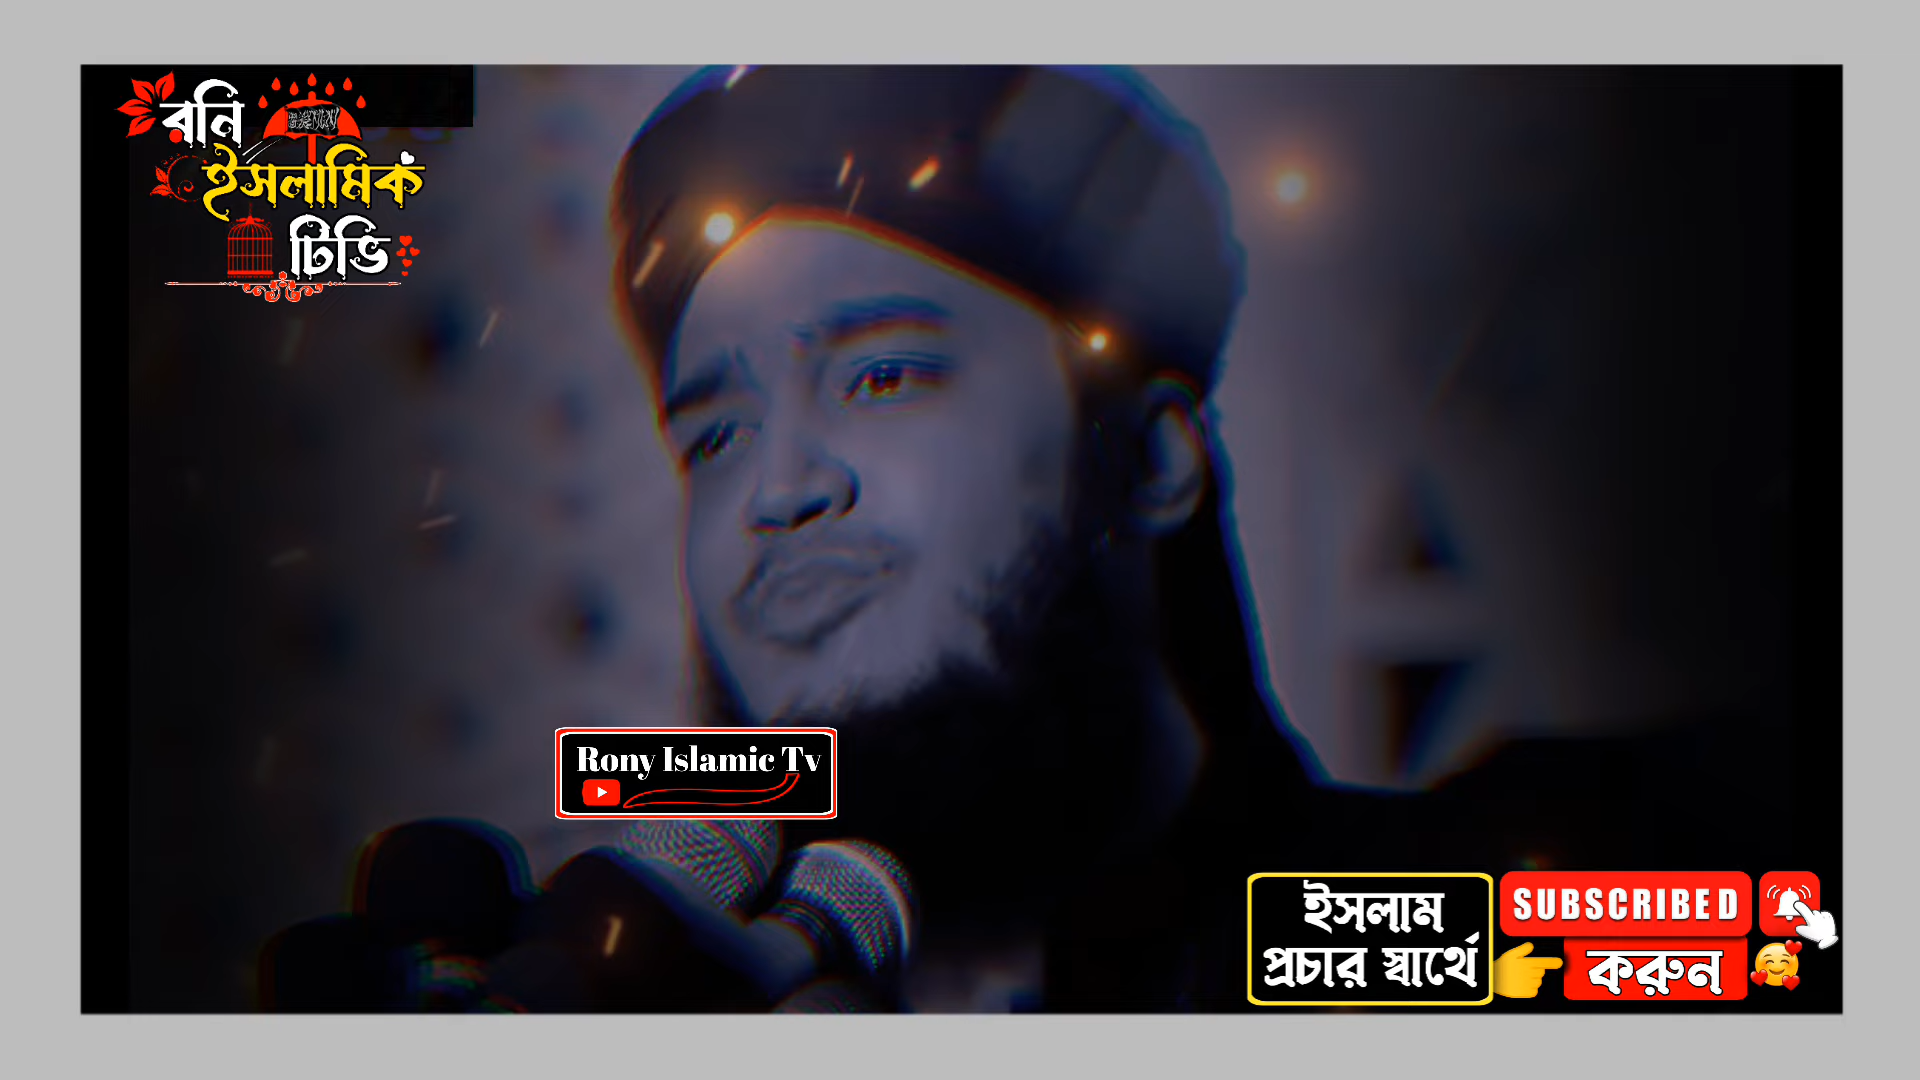 রনি
ইসলামিক
টিভি
Rony Islamic Tv
ইসলাম
প্রচার স্বার্থে
SUBSCRIBED
করুন